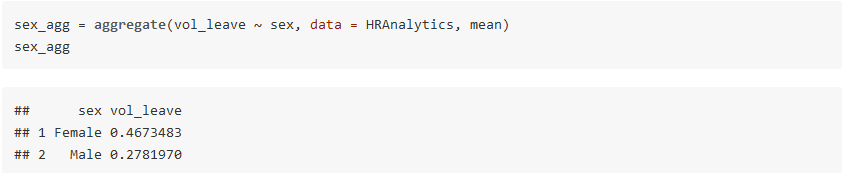 sex_agg = aggregate(vol_leave ~ sex, data = HRAnalytics, mean)
sex_agg
##      sex vol_leave
## 1 Female 0.4673483
## 2   Male 0.2781970